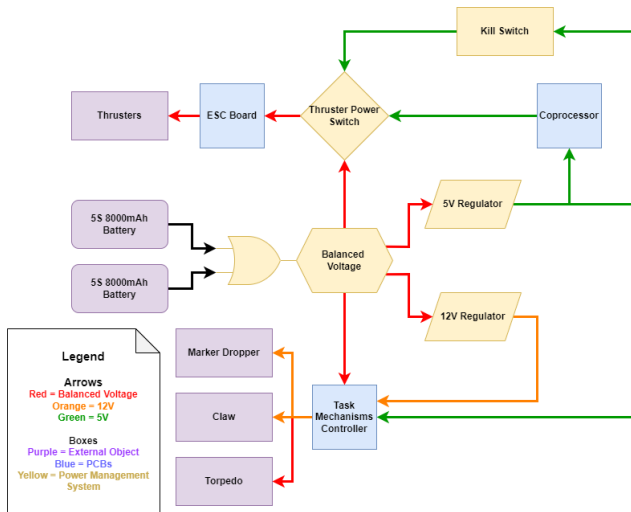 Kill Switch
Thrusters
ESC Board
Thruster Power
Switch
Coprocessor
5S 8000mAh
Battery
5V Regulator
Balanced
Voltage
5S 8000mAh
Battery
12V Regulator
Legend
Arrows
Red = Balanced Voltage
Orange = 12V
Green = 5V
Boxes
Purple = External Object
Blue = PCBs
Yellow = Power Management
System
Marker Dropper
Claw
Task
Mechanisms
Controller
Torpedo